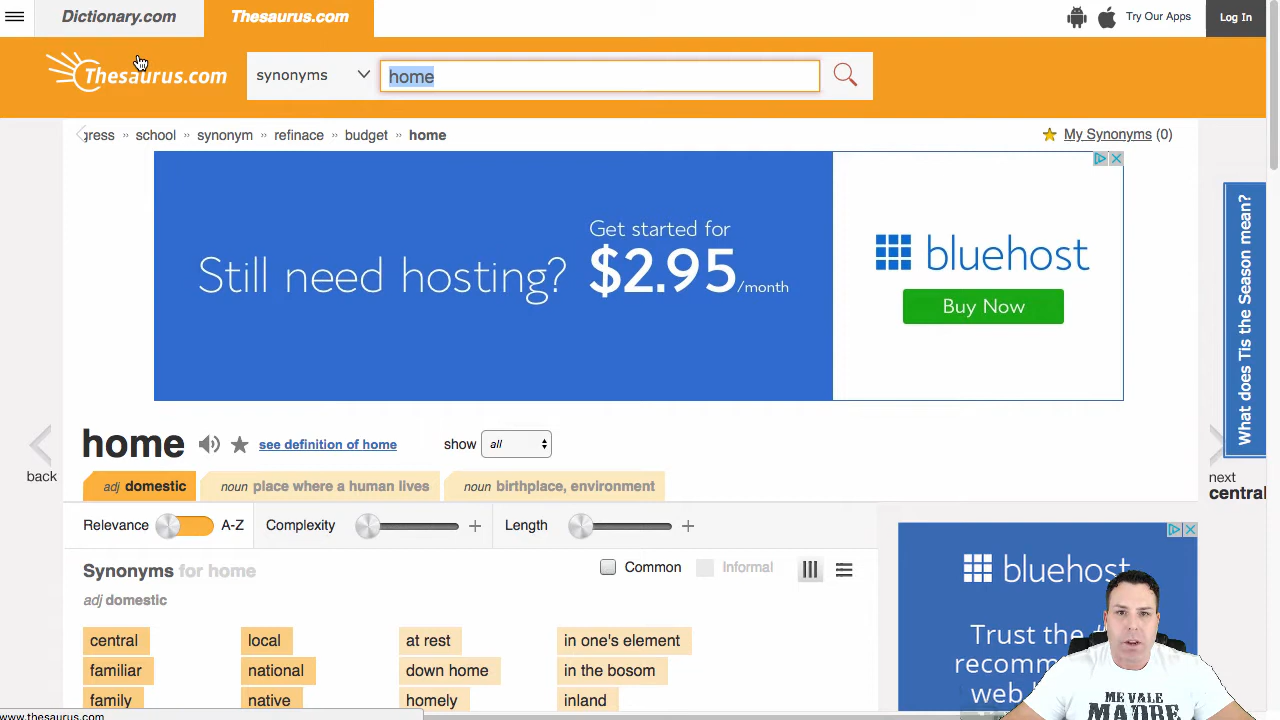 Dictionary.com
Thesaurus.com
Try Our Apps
Log In
Thesaurus.com
synonyms
home
gress » school » synonym » refinace » budget » home
My Synonyms (0)
Still need hosting?
Get started for
$2.95/month
bluehost
Buy Now
What does Tis the Season mean?
back
next
central
home
see definition of home
show
all
adj domestic
noun place where a human lives
noun birthplace, environment
Relevance
A-Z
Complexity
Length
Synonyms for home
Common
Informal
adj domestic
central
local
at rest
in one's element
familiar
national
down home
in the bosom
family
native
homely
inland
bluehost
Trust the
web
ME VALE
MADRE
www.thesaurus.com